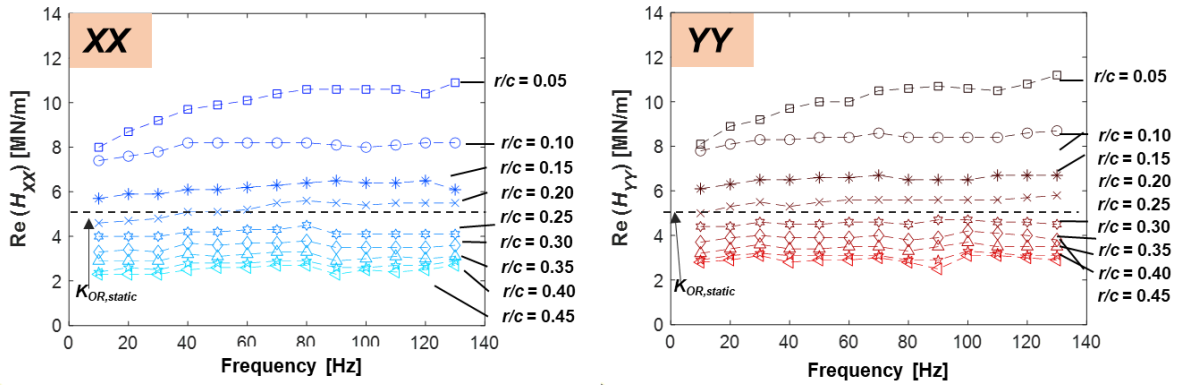 XX
Re (H_XX) [MN/m]
14
12
10
8
6
4
2
0
K_OR,static
0 20 40 60 80 100 120 140
Frequency [Hz]
r/c = 0.05
r/c = 0.10
r/c = 0.15
r/c = 0.20
r/c = 0.25
r/c = 0.30
r/c = 0.35
r/c = 0.40
r/c = 0.45
YY
Re (H_YY) [MN/m]
14
12
10
8
6
4
2
0
K_OR,static
0 20 40 60 80 100 120 140
Frequency [Hz]
r/c = 0.05
r/c = 0.10
r/c = 0.15
r/c = 0.20
r/c = 0.25
r/c = 0.30
r/c = 0.35
r/c = 0.40
r/c = 0.45